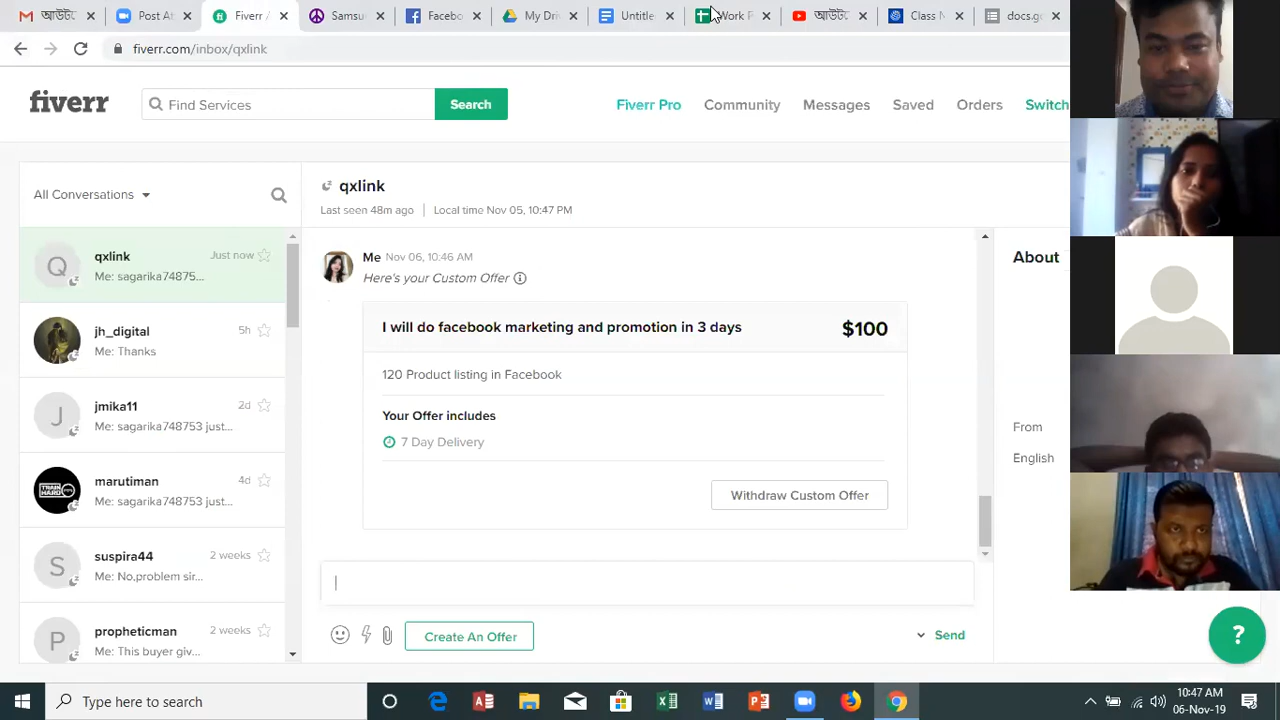 আউট
Post At
Fiverr /
Samsu
Facebo
My Dri
Untitle
Work P
আউট
Class N
docs.g
fiverr.com/inbox/qxlink
fiverr
Find Services
Search
Fiverr Pro
Community
Messages
Saved
Orders
Switch
All Conversations
qxlink
Last seen 48m ago
Local time Nov 05, 10:47 PM
Q
qxlink
Just now
Me: sagarika74875...
jh_digital
5h
Me: Thanks
J
jmika11
2d
Me: sagarika748753 just...
TRAIN HARD
marutiman
4d
Me: sagarika748753 just...
S
suspira44
2 weeks
Me: No,problem sir...
P
propheticman
2 weeks
Me: This buyer giv...
Me Nov 06, 10:46 AM
Here's your Custom Offer
I will do facebook marketing and promotion in 3 days
$100
120 Product listing in Facebook
Your Offer includes
7 Day Delivery
Withdraw Custom Offer
Create An Offer
Send
About
From
English
?
Type here to search
10:47 AM
06-Nov-19